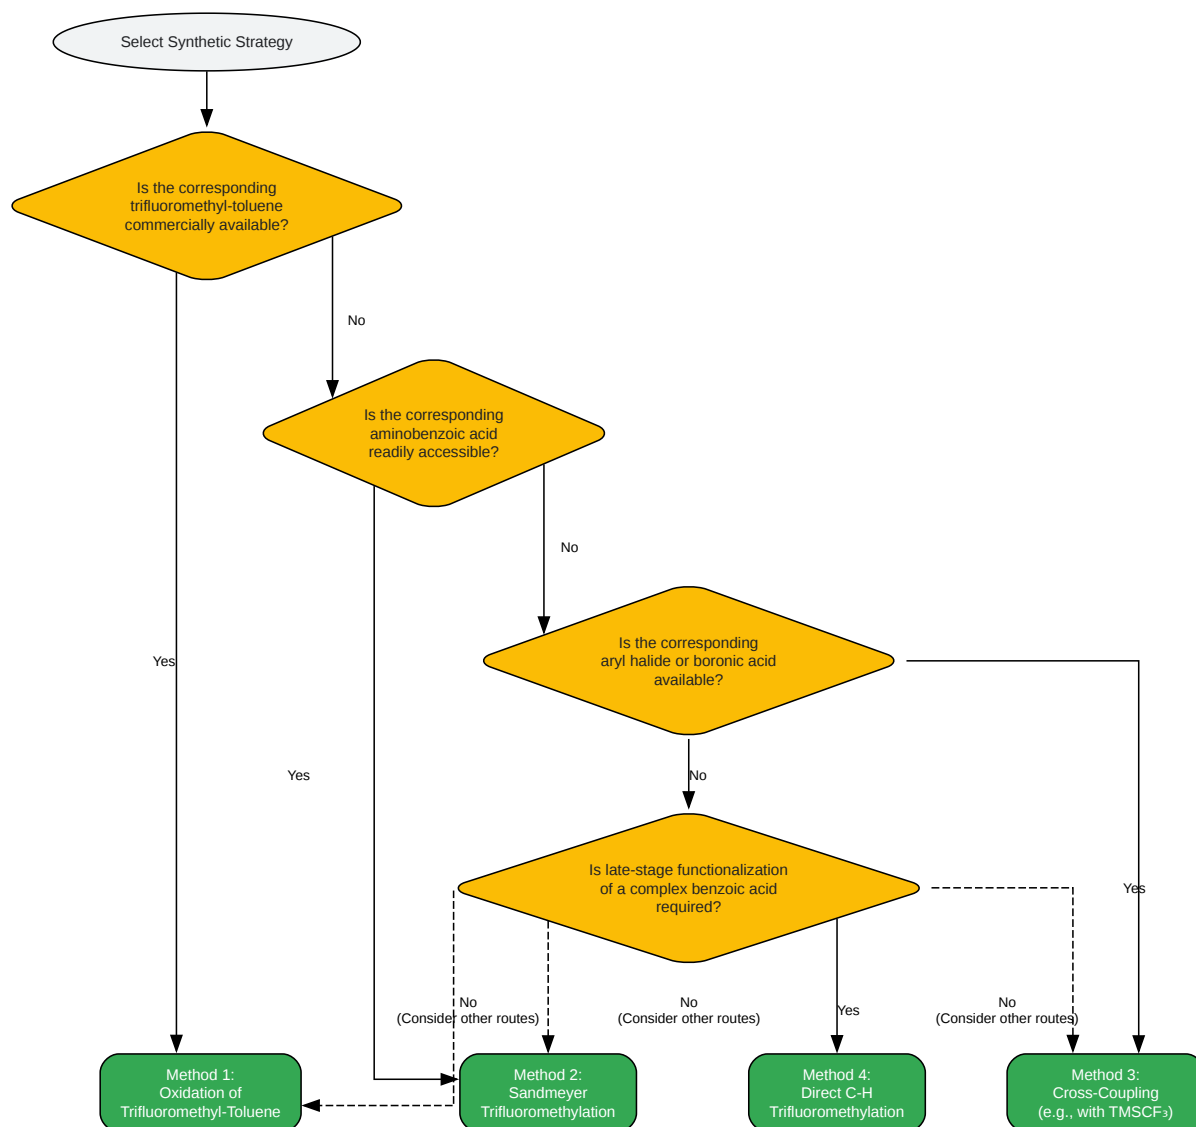 Select Synthetic Strategy
Is the corresponding
trifluoromethyl-toluene
commercially available?
No
Is the corresponding
aminobenzoic acid
readily accessible?
No
Is the corresponding
aryl halide or boronic acid
available?
Yes
Yes
No
Is late-stage functionalization
of a complex benzoic acid
required?
Yes
No
(Consider other routes)
No
(Consider other routes)
Yes
No
(Consider other routes)
Method 1:
Oxidation of
Trifluoromethyl-Toluene
Method 2:
Sandmeyer
Trifluoromethylation
Method 4:
Direct C-H
Trifluoromethylation
Method 3:
Cross-Coupling
(e.g., with TMSCF₃)